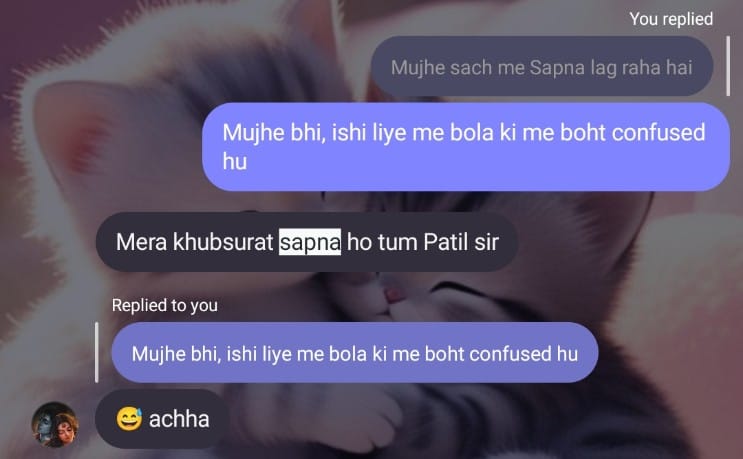 You replied
Mujhe sach me Sapna lag raha hai
Mujhe bhi, ishi liye me bola ki me boht confused
hu
Mera khubsurat sapna ho tum Patil sir
Replied to you
Mujhe bhi, ishi liye me bola ki me boht confused hu
😅 achha